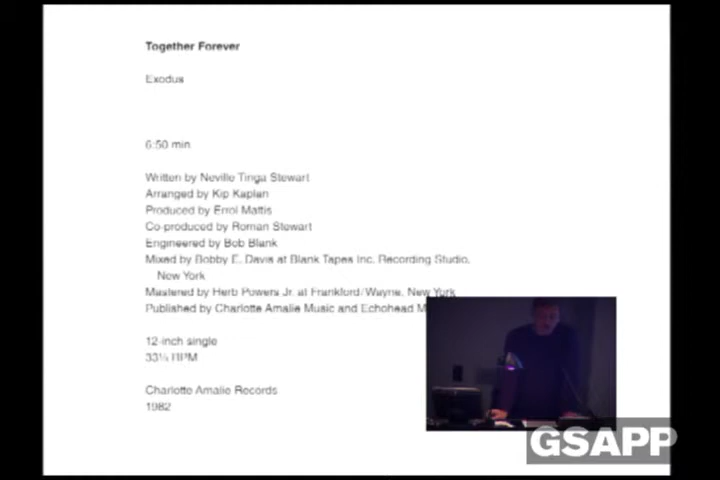 Together Forever
Exodus
6:50 min
Written by Neville Tinga Stewart
Arranged by Kip Kaplan
Produced by Errol Mattis
Co-produced by Roman Stewart
Engineered by Bob Blank
Mixed by Bobby E. Davis at Blank Tapes Inc. Recording Studio,
New York
Mastered by Herb Powers Jr. at Frankford/Wayne, New York
Published by Charlotte Amalie Music and Echohead M
12-inch single
33⅓ RPM
Charlotte Amalie Records
1982
GSAPP